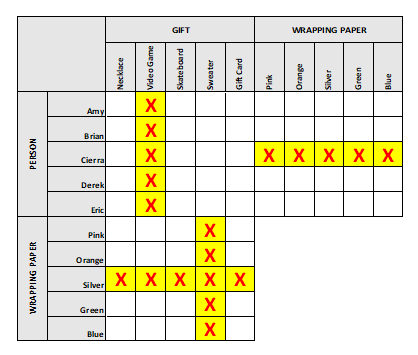 GIFT WRAPPING PAPER
Necklace Video Game Skateboard Sweater Gift Card Pink Orange Silver Green Blue
PERSON
Amy X
Brian X
Cierra X X X X X X
Derek X
Eric X
WRAPPING PAPER
Pink X
Orange X
Silver X X X X X
Green X
Blue X